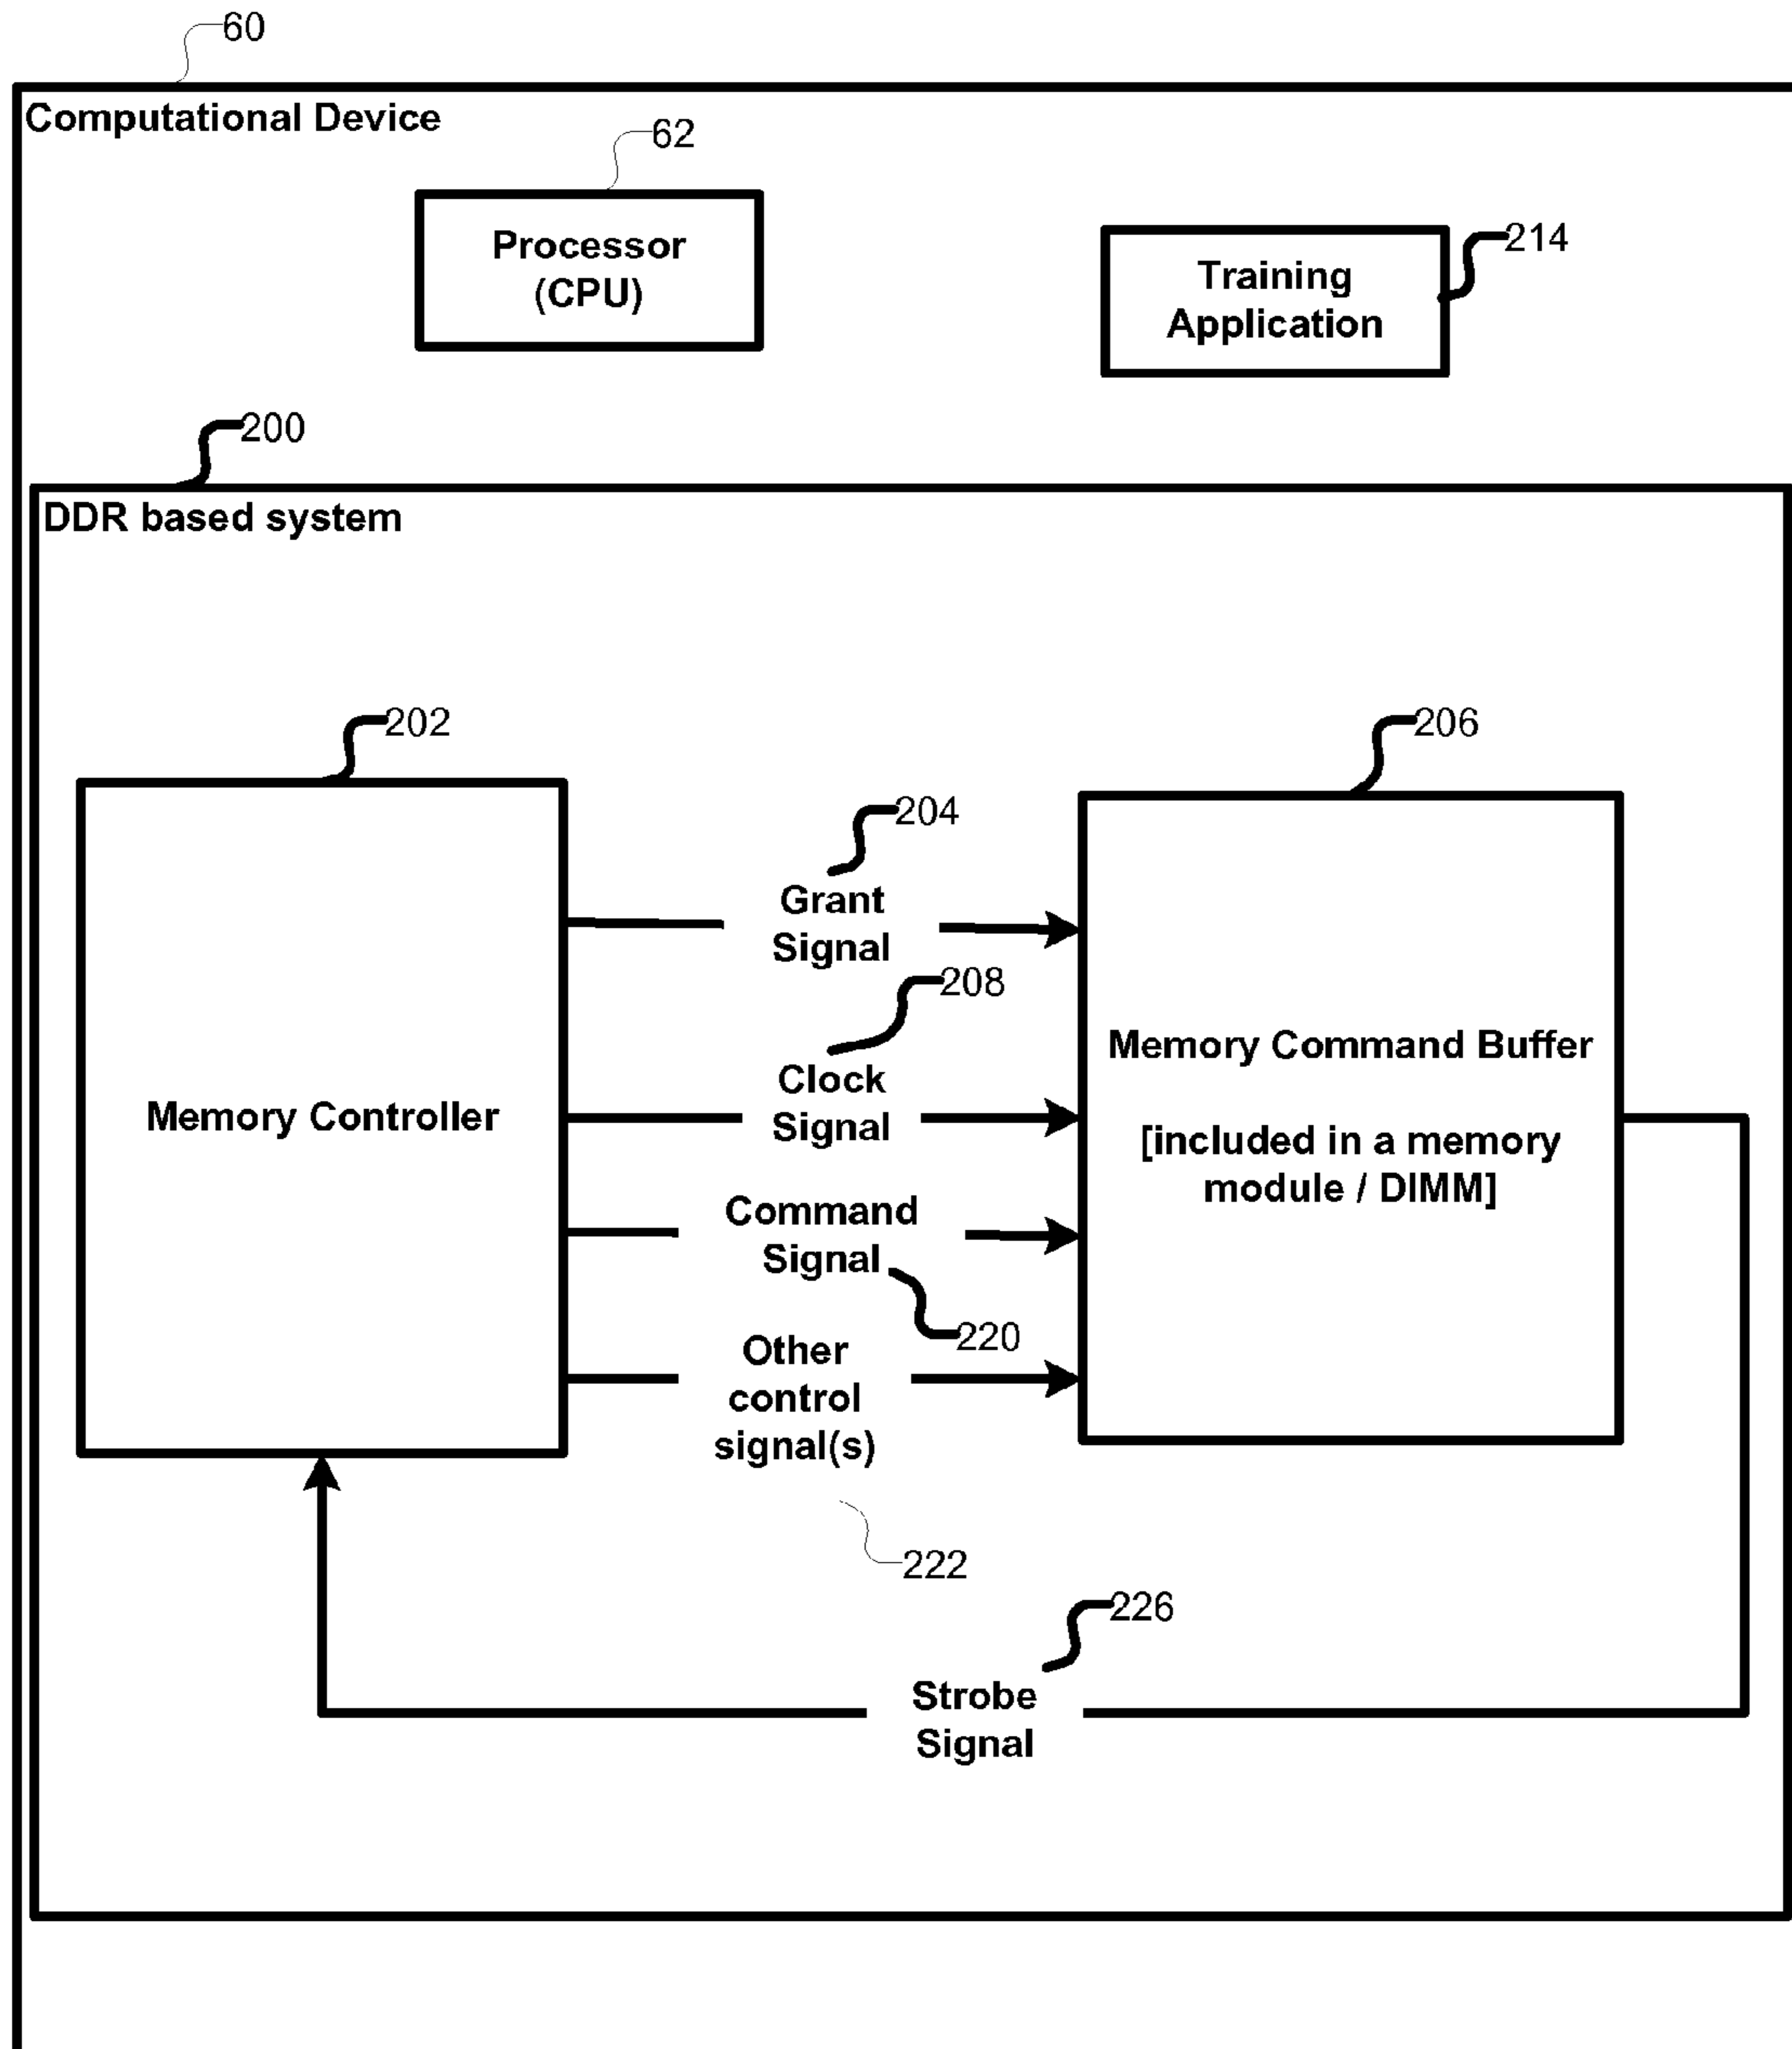 60
Computational Device
62
Processor
(CPU)
214
Training
Application
200
DDR based system
202
206
204
Grant
Signal
208
Memory Command Buffer
Clock
Signal
Memory Controller
[included in a memory
module / DIMM]
Command
Signal
220
Other
control
signal(s)
222
226
Strobe
Signal